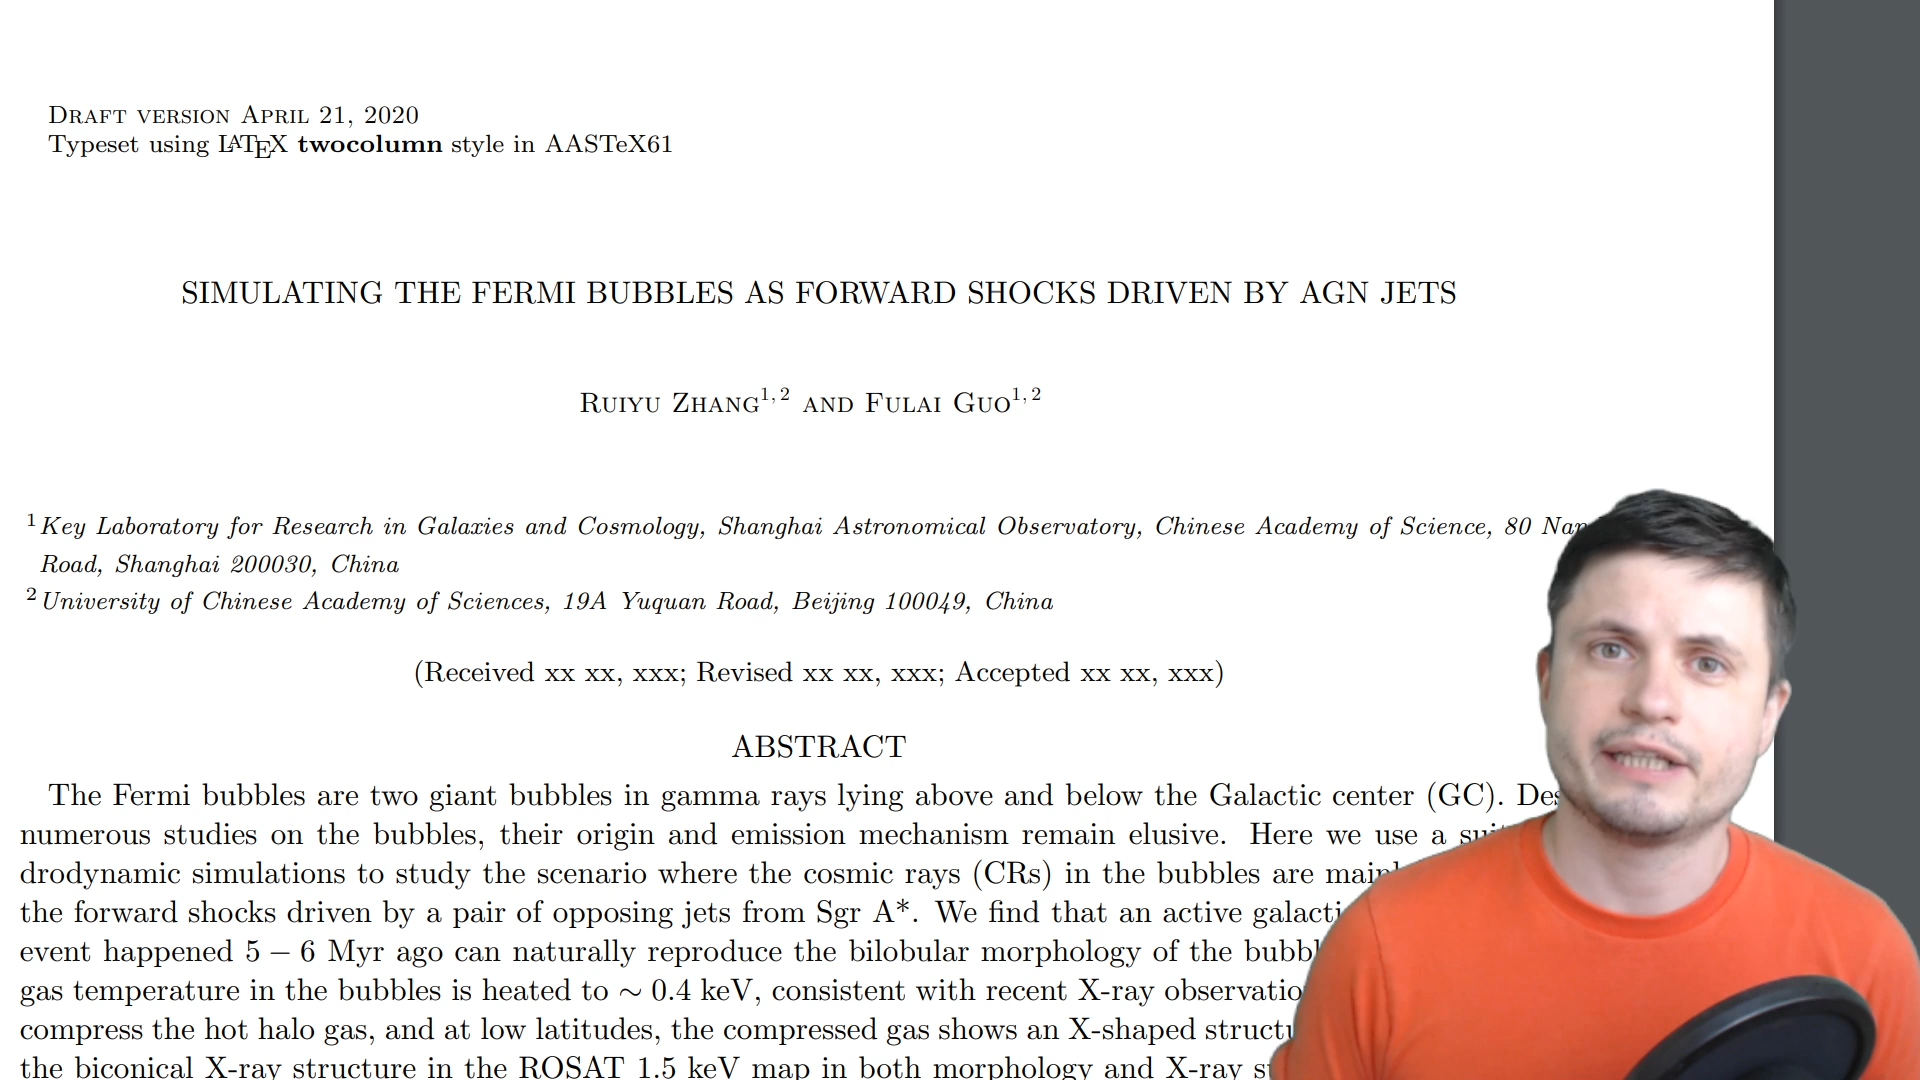 DRAFT VERSION APRIL 21, 2020
Typeset using LATEX twocolumn style in AASTeX61
SIMULATING THE FERMI BUBBLES AS FORWARD SHOCKS DRIVEN BY AGN JETS
RUIYU ZHANG1, 2 AND FULAI GUO1, 2
1 Key Laboratory for Research in Galaxies and Cosmology, Shanghai Astronomical Observatory, Chinese Academy of Science, 80
Road, Shanghai 200030, China
2 University of Chinese Academy of Sciences, 19A Yuquan Road, Beijing 100049, China
(Received xx xx, xxx; Revised xx xx, xxx; Accepted xx xx, xxx)
ABSTRACT
The Fermi bubbles are two giant bubbles in gamma rays lying above and below the Galactic center (GC).
numerous studies on the bubbles, their origin and emission mechanism remain elusive. Here we use a
drodynamic simulations to study the scenario where the cosmic rays (CRs) in the bubbles are
the forward shocks driven by a pair of opposing jets from Sgr A*. We find that an active
event happened 5 – 6 Myr ago can naturally reproduce the bilobular morphology of the
gas temperature in the bubbles is heated to ∼ 0.4 keV, consistent with recent X-ray
compress the hot halo gas, and at low latitudes, the compressed gas shows an X-shaped
the biconical X-ray structure in the ROSAT 1.5 keV map in both morphology and X-ray